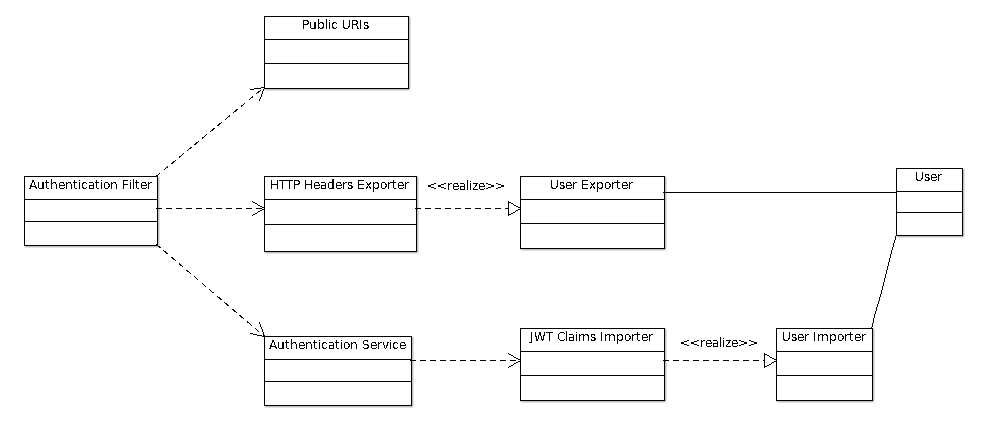 Public URIs
Authentication Filter
HTTP Headers Exporter
<<realize>>
User Exporter
User
Authentication Service
JWT Claims Importer
<<realize>>
User Importer